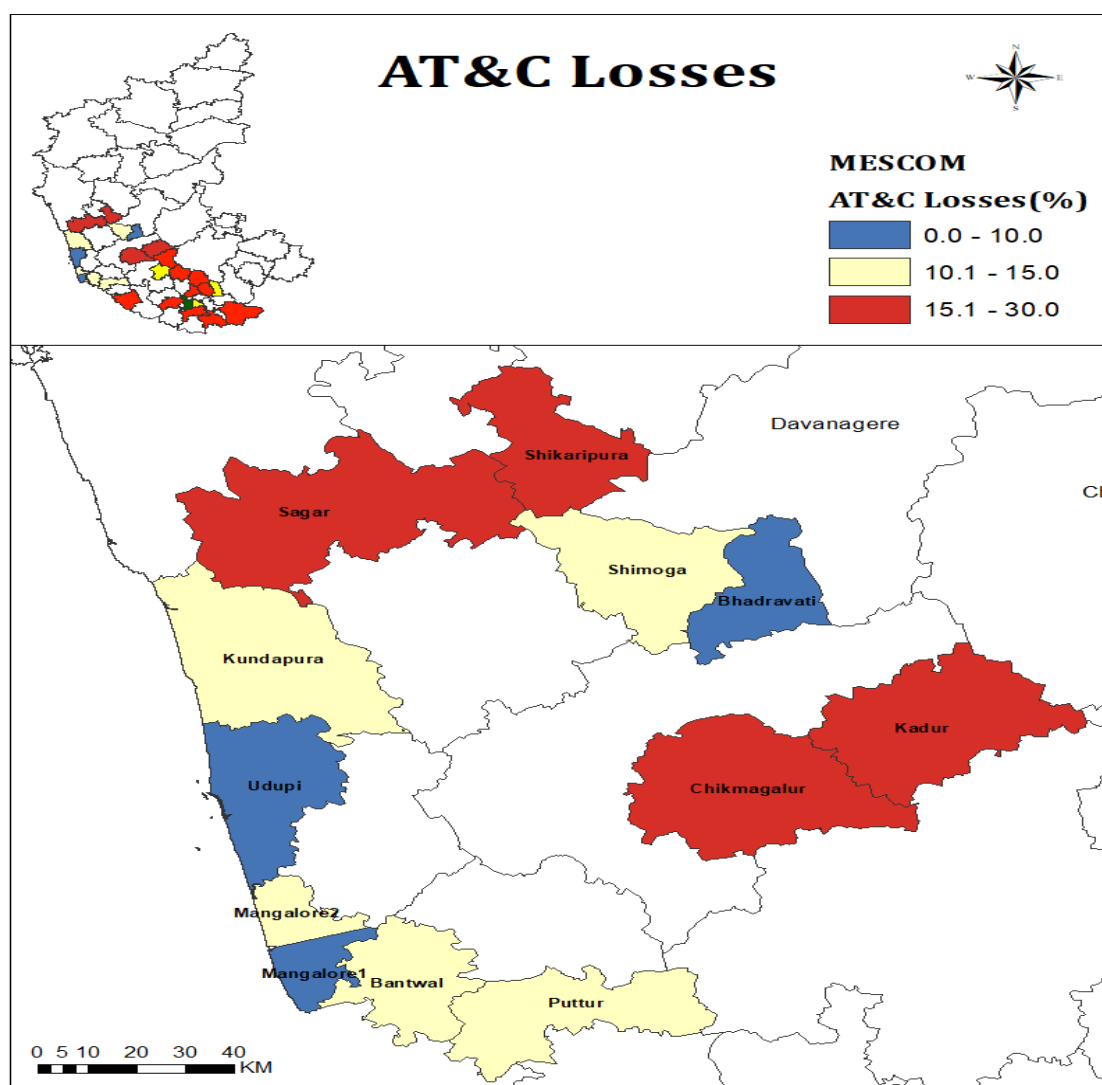 AT&C Losses
N
W E
S
MESCOM
AT&C Losses(%)
0.0 - 10.0
10.1 - 15.0
15.1 - 30.0
Davanagere
Shikaripura
Ch
Sagar
Shimoga
Bhadravati
Kundapura
Kadur
Udupi
Chikmagalur
Mangalore2
Mangalore1
Bantwal
Puttur
0 5 10 20 30 40
KM